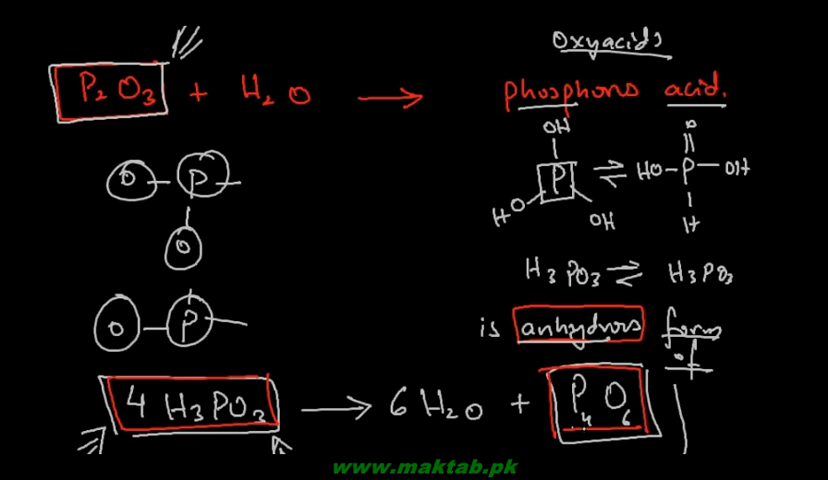 Oxyacids
P₂O₃ + H₂O → phosphorus acid.
OH
P
HO OH
⇌
O
HO-P-OH
H
O-P-
O
H₃PO₃ ⇌ H₃PO₃
O-P-
is anhydrous form of
4 H₃PO₃ → 6 H₂O + P₄O₆
www.maktab.pk